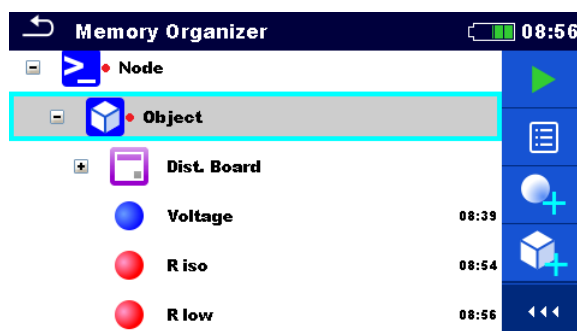 Memory Organizer 08:56
Node
Object
Dist. Board
Voltage 08:39
R iso 08:54
R low 08:56